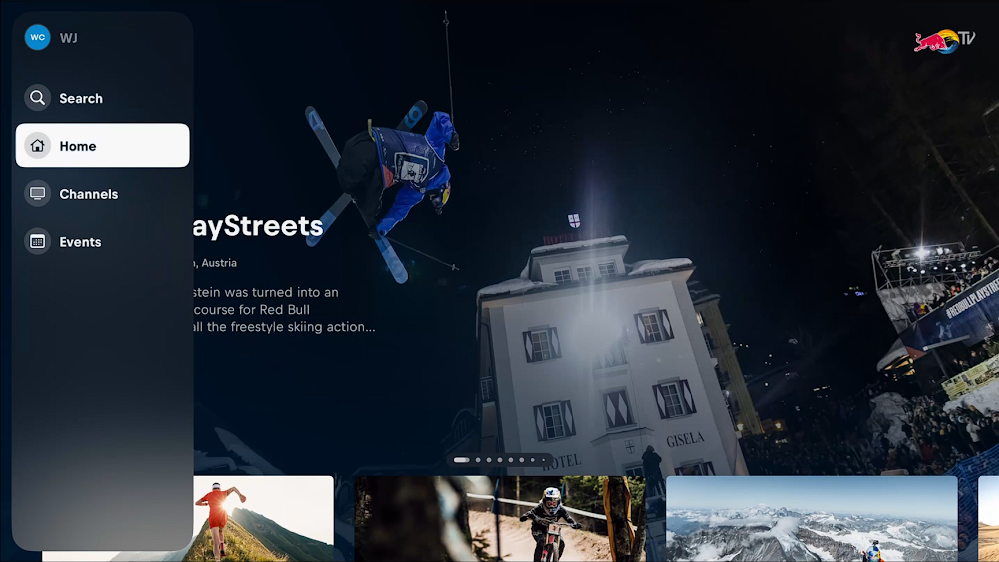 WC
WJ
Search
Home
Channels
Events
TV
ayStreets
, Austria
stein was turned into an
course for Red Bull
all the freestyle skiing action...
HOTEL
GISELA
#REDBULLPLAYSTREETS